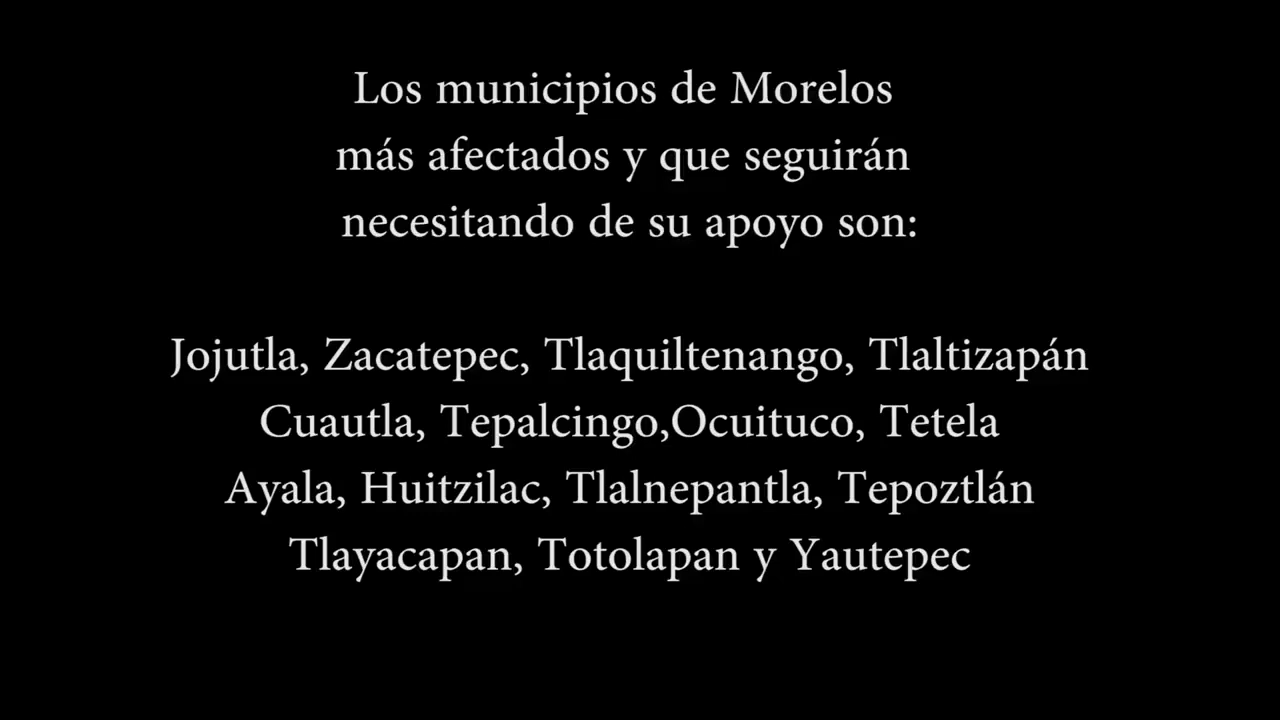 Los municipios de Morelos
más afectados y que seguirán
necesitando de su apoyo son:
Jojutla, Zacatepec, Tlaquiltenango, Tlaltizapán
Cuautla, Tepalcingo,Ocuituco, Tetela
Ayala, Huitzilac, Tlalnepantla, Tepoztlán
Tlayacapan, Totolapan y Yautepec